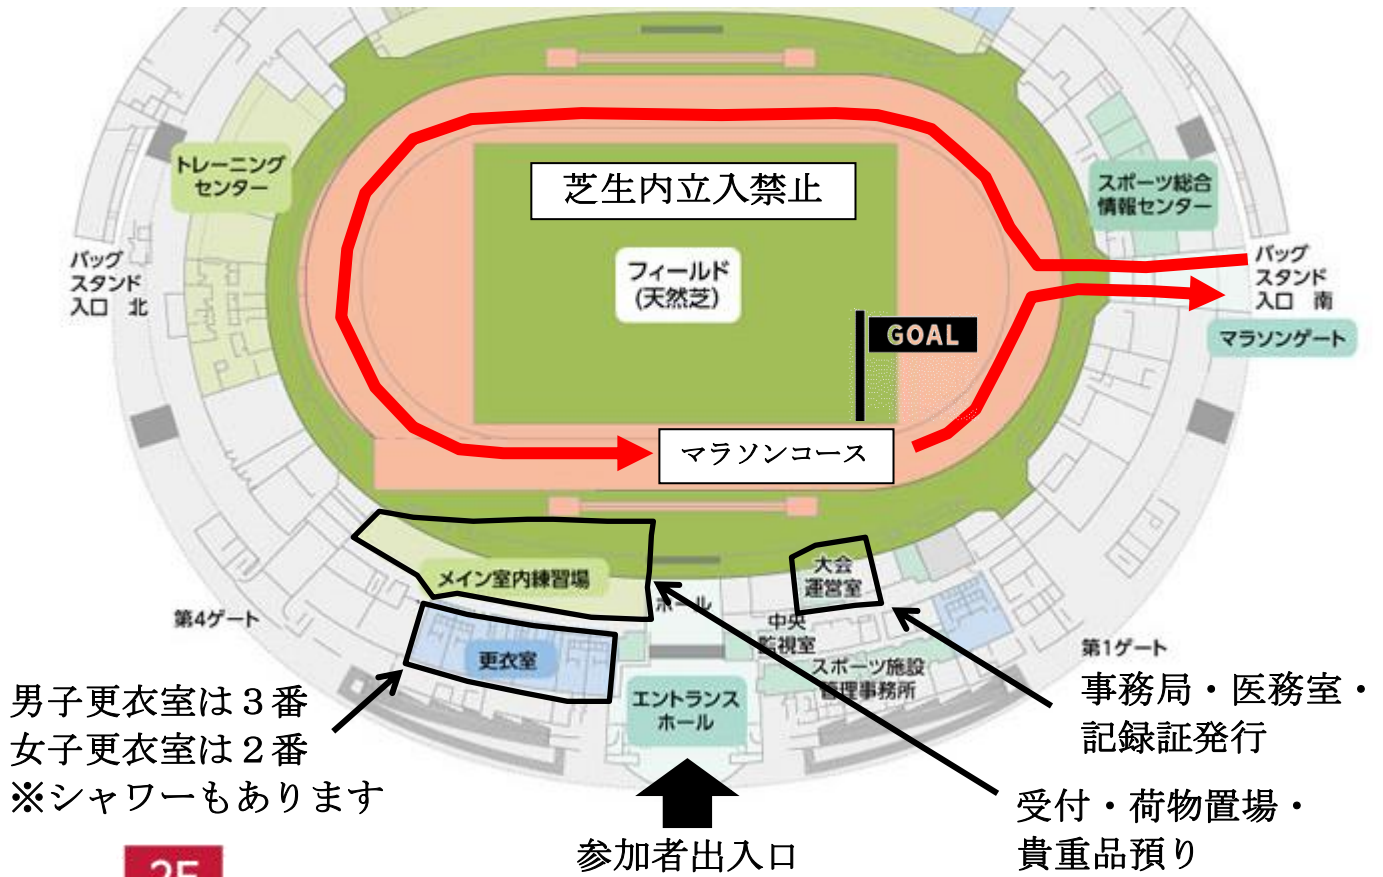 トレーニング
センター
芝生内立入禁止
スポーツ総合
情報センター
バッグ
スタンド
入口 北
フィールド
(天然芝)
バッグ
スタンド
入口 南
マラソンゲート
GOAL
マラソンコース
メイン室内練習場
大会
運営室
ホール
中央
監視室
第4ゲート
更衣室
スポーツ施設
管理事務所
第1ゲート
エントランス
ホール
男子更衣室は３番
女子更衣室は２番
※シャワーもあります
事務局・医務室・
記録証発行
受付・荷物置場・
貴重品預り
参加者出入口